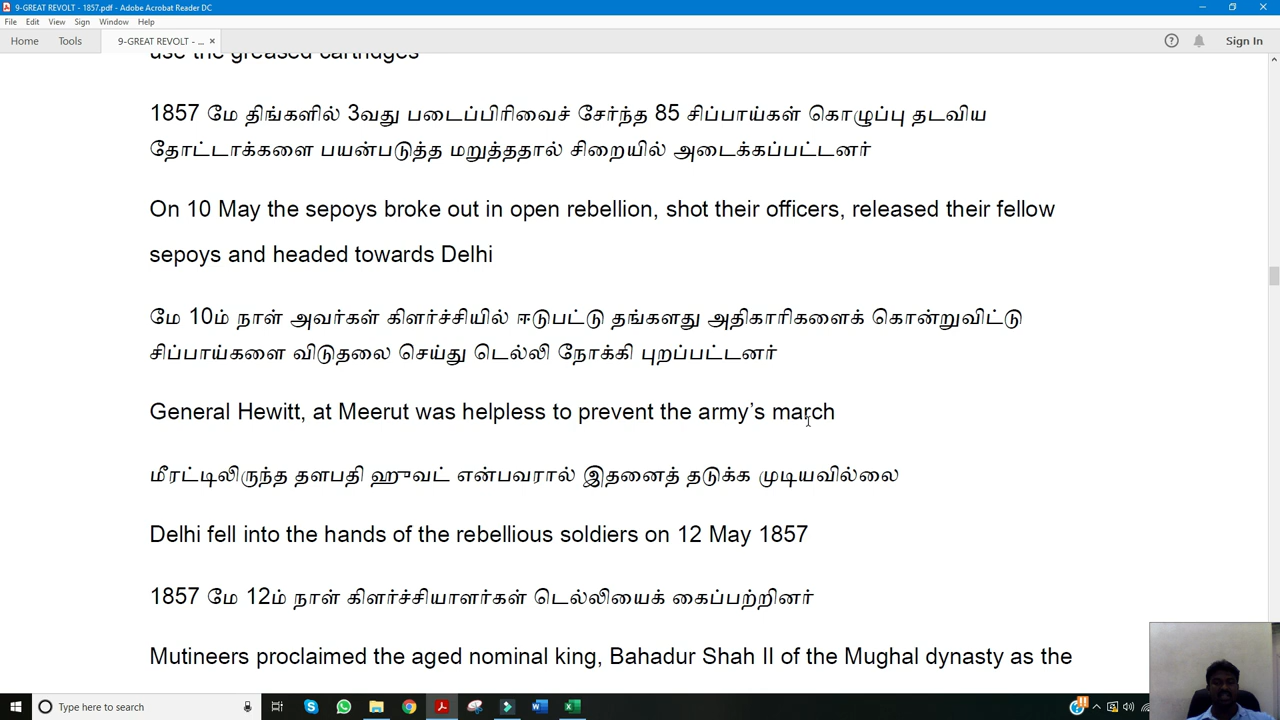 9-GREAT REVOLT - 1857.pdf - Adobe Acrobat Reader DC
File Edit View Sign Window Help
Home Tools 9-GREAT REVOLT - ... × Sign In
use the greased cartridges
1857 மே திங்களில் 3வது படைப்பிரிவைச் சேர்ந்த 85 சிப்பாய்கள் கொழுப்பு தடவிய
தோட்டாக்களை பயன்படுத்த மறுத்ததால் சிறையில் அடைக்கப்பட்டனர்
On 10 May the sepoys broke out in open rebellion, shot their officers, released their fellow
sepoys and headed towards Delhi
மே 10ம் நாள் அவர்கள் கிளர்ச்சியில் ஈடுபட்டு தங்களது அதிகாரிகளைக் கொன்றுவிட்டு
சிப்பாய்களை விடுதலை செய்து டெல்லி நோக்கி புறப்பட்டனர்
General Hewitt, at Meerut was helpless to prevent the army’s march
மீரட்டிலிருந்த தளபதி ஹுவட் என்பவரால் இதனைத் தடுக்க முடியவில்லை
Delhi fell into the hands of the rebellious soldiers on 12 May 1857
1857 மே 12ம் நாள் கிளர்ச்சியாளர்கள் டெல்லியைக் கைப்பற்றினர்
Mutineers proclaimed the aged nominal king, Bahadur Shah II of the Mughal dynasty as the
Type here to search